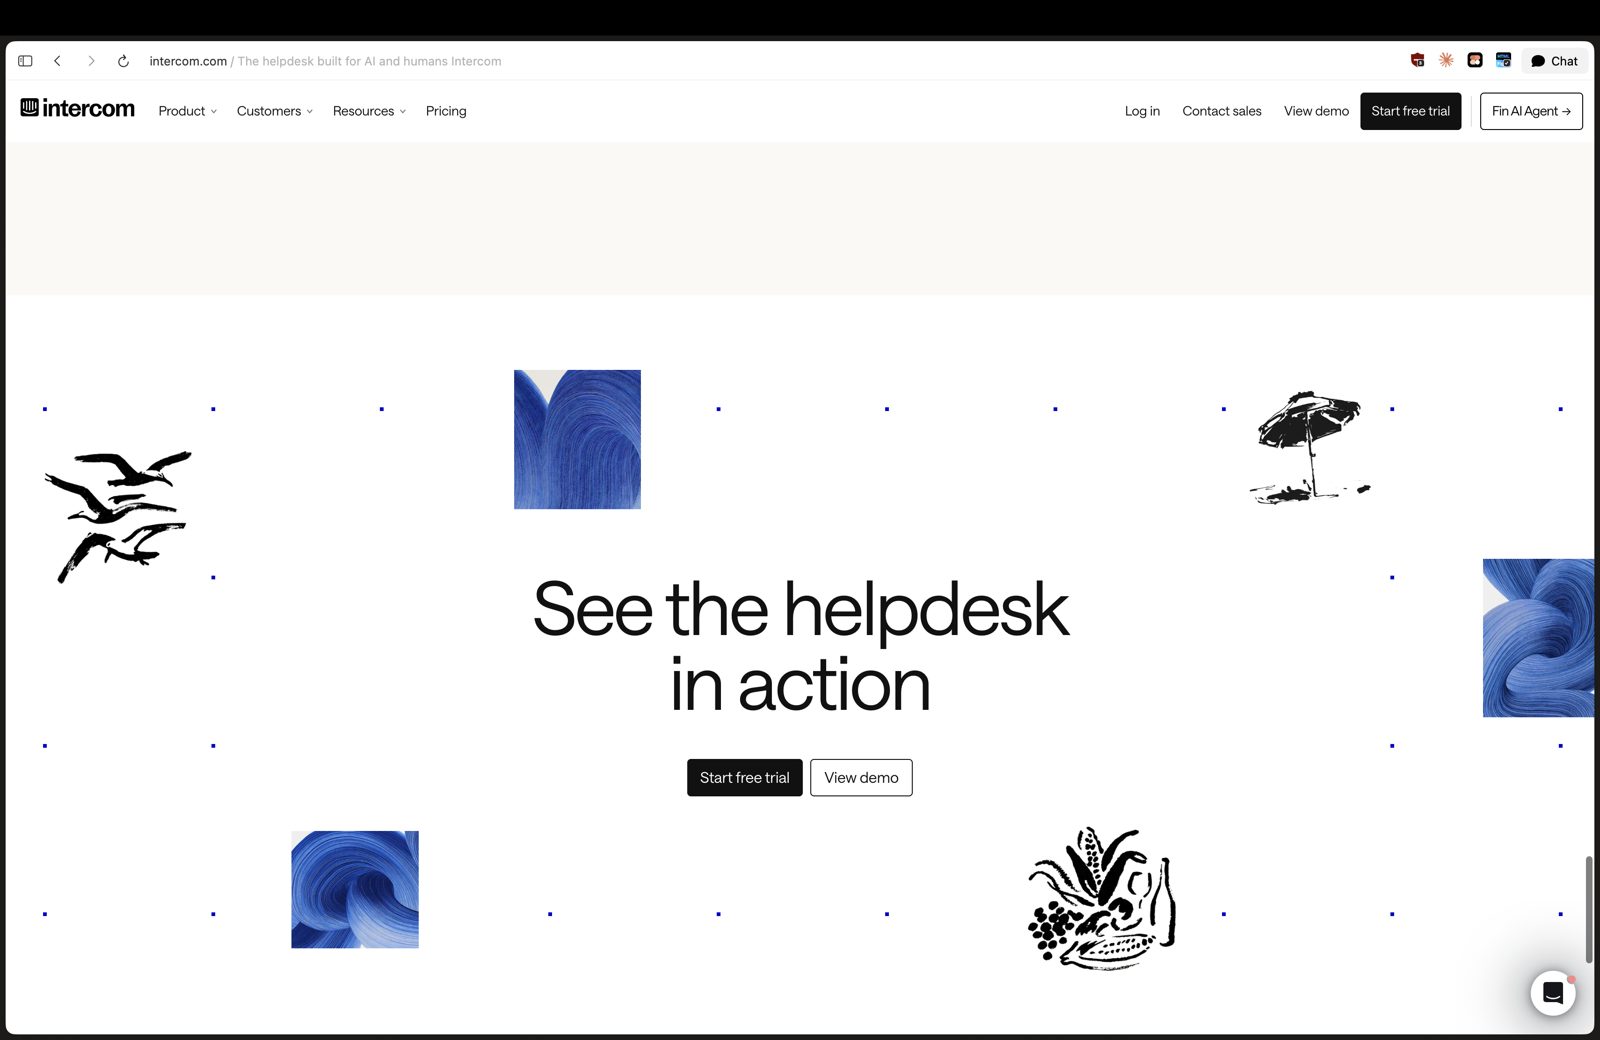 intercom.com / The helpdesk built for AI and humans Intercom
Chat
intercom
Product
Customers
Resources
Pricing
Log in
Contact sales
View demo
Start free trial
Fin AI Agent →
See the helpdesk
in action
Start free trial
View demo